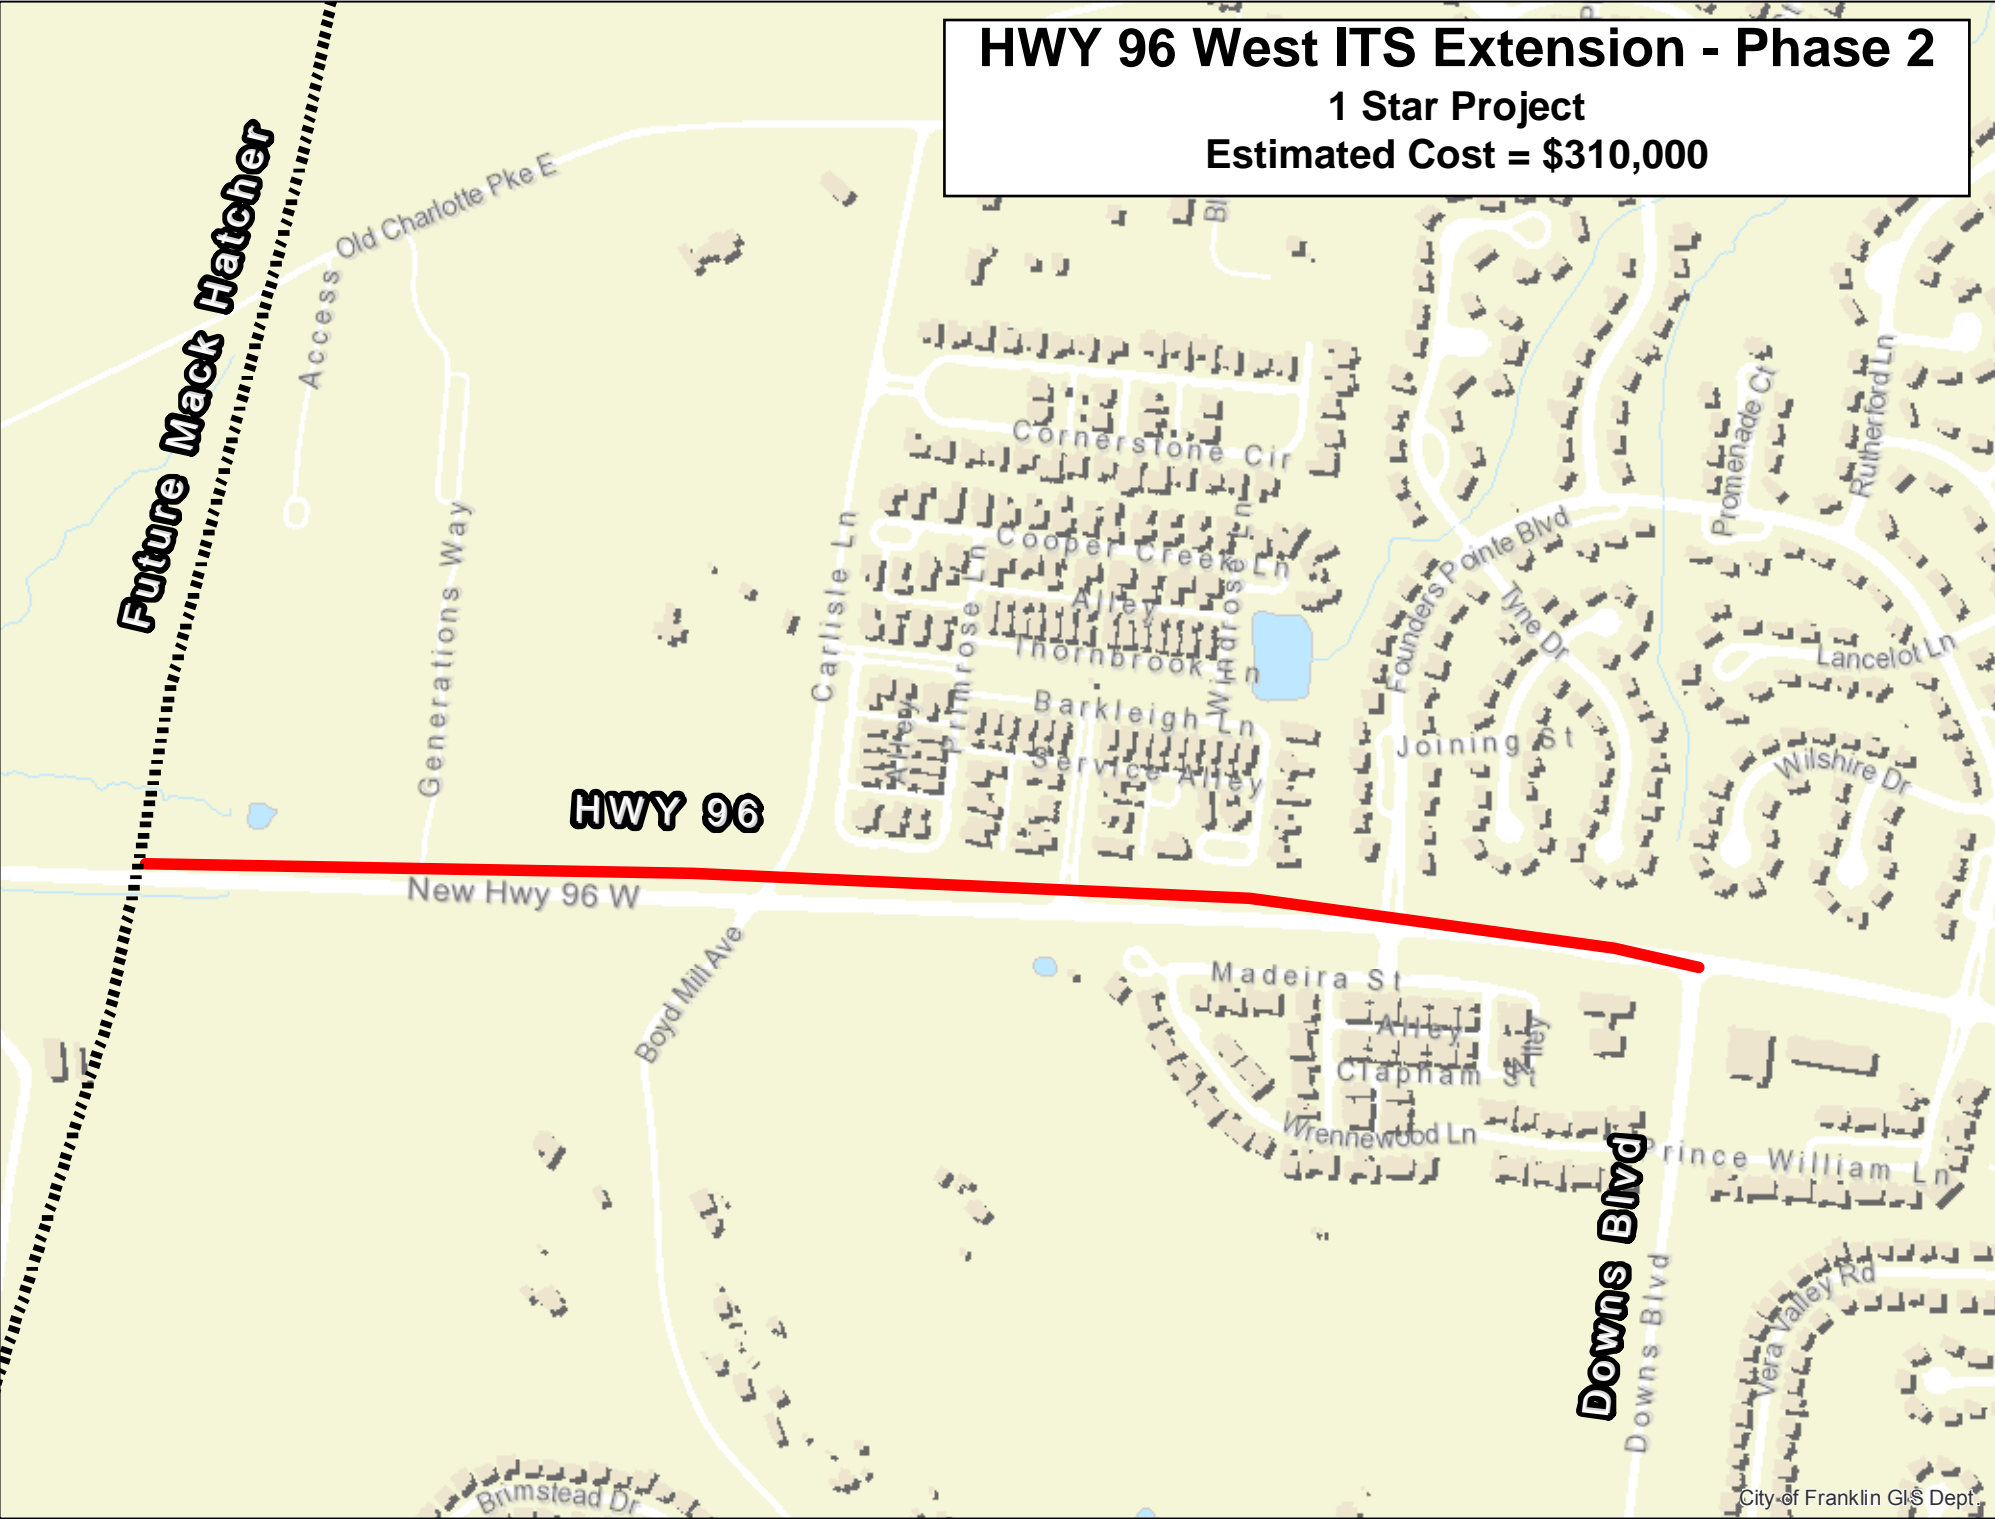 HWY 96 West ITS Extension - Phase 2
1 Star Project
Estimated Cost = $310,000
Bl
Future Mack Hatcher
Old Charlotte Pke E
Access
Generations Way
Carlisle Ln
Cornerstone Cir
Cooper Creek Ln
Alley
Thornbrook Ln
Primrose Ln
Windrose Ln
Barkleigh Ln
Alley
Service Alley
Founders Pointe Blvd
Tyne Dr
Joining St
Promenade Ct
Rutherford Ln
Lancelot Ln
Wilshire Dr
HWY 96
New Hwy 96 W
Boyd Mill Ave
Madeira St
Alley
Alley
Clapham St
Wrennewood Ln
Prince William Ln
Downs Blvd
Downs Blvd
Vera Valley Rd
Brimstead Dr
City of Franklin GIS Dept.